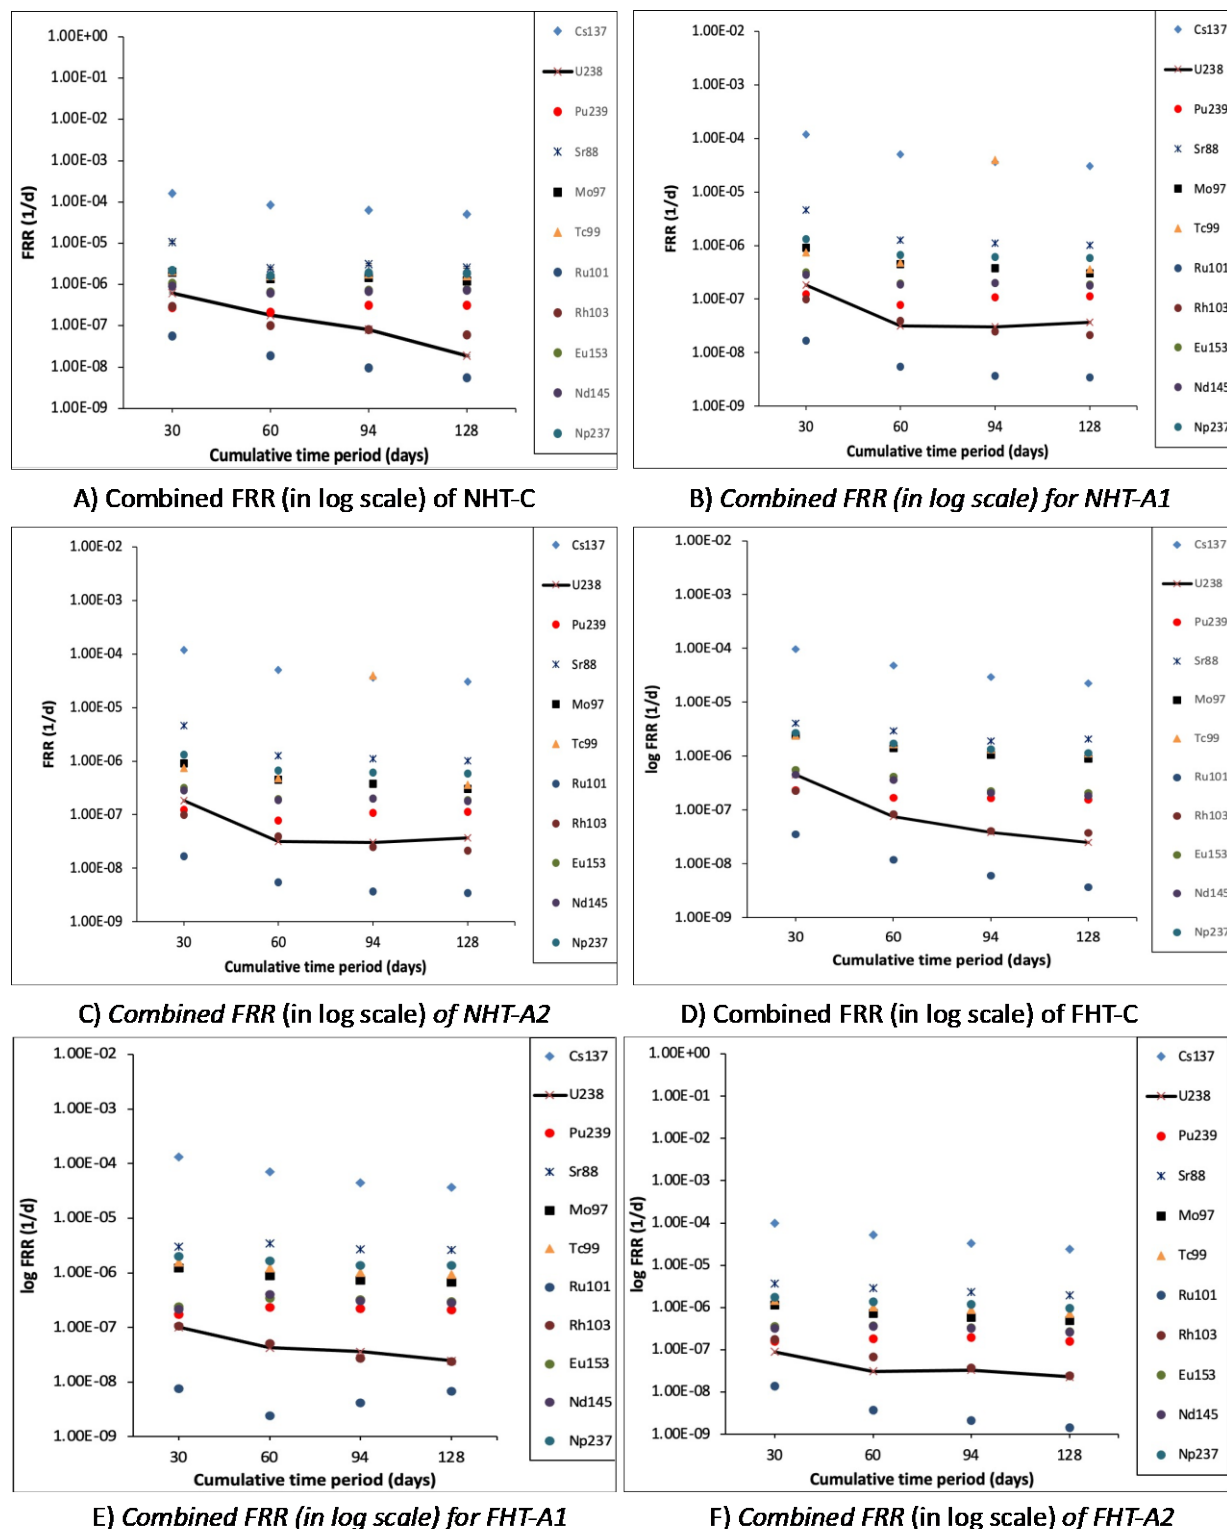 1.00E+00
1.00E-01
1.00E-02
1.00E-03
1.00E-04
1.00E-05
1.00E-06
1.00E-07
1.00E-08
1.00E-09
FRR (1/d)
30 60 94 128
Cumulative time period (days)
Cs137
U238
Pu239
Sr88
Mo97
Tc99
Ru101
Rh103
Eu153
Nd145
Np237
A) Combined FRR (in log scale) of NHT-C
1.00E-02
1.00E-03
1.00E-04
1.00E-05
1.00E-06
1.00E-07
1.00E-08
1.00E-09
FRR (1/d)
30 60 94 128
Cumulative time period (days)
Cs137
U238
Pu239
Sr88
Mo97
Tc99
Ru101
Rh103
Eu153
Nd145
Np237
B) Combined FRR (in log scale) for NHT-A1
1.00E-02
1.00E-03
1.00E-04
1.00E-05
1.00E-06
1.00E-07
1.00E-08
1.00E-09
FRR (1/d)
30 60 94 128
Cumulative time period (days)
Cs137
U238
Pu239
Sr88
Mo97
Tc99
Ru101
Rh103
Eu153
Nd145
Np237
C) Combined FRR (in log scale) of NHT-A2
1.00E-02
1.00E-03
1.00E-04
1.00E-05
1.00E-06
1.00E-07
1.00E-08
1.00E-09
log FRR (1/d)
30 60 94 128
Cumulative time period (days)
Cs137
U238
Pu239
Sr88
Mo97
Tc99
Ru101
Rh103
Eu153
Nd145
Np237
D) Combined FRR (in log scale) of FHT-C
1.00E-02
1.00E-03
1.00E-04
1.00E-05
1.00E-06
1.00E-07
1.00E-08
1.00E-09
log FRR (1/d)
30 60 94 128
Cumulative time period (days)
Cs137
U238
Pu239
Sr88
Mo97
Tc99
Ru101
Rh103
Eu153
Nd145
Np237
E) Combined FRR (in log scale) for FHT-A1
1.00E+00
1.00E-01
1.00E-02
1.00E-03
1.00E-04
1.00E-05
1.00E-06
1.00E-07
1.00E-08
1.00E-09
log FRR (1/d)
30 60 94 128
Cumulative time period (days)
Cs137
U238
Pu239
Sr88
Mo97
Tc99
Ru101
Rh103
Eu153
Nd145
Np237
F) Combined FRR (in log scale) of FHT-A2